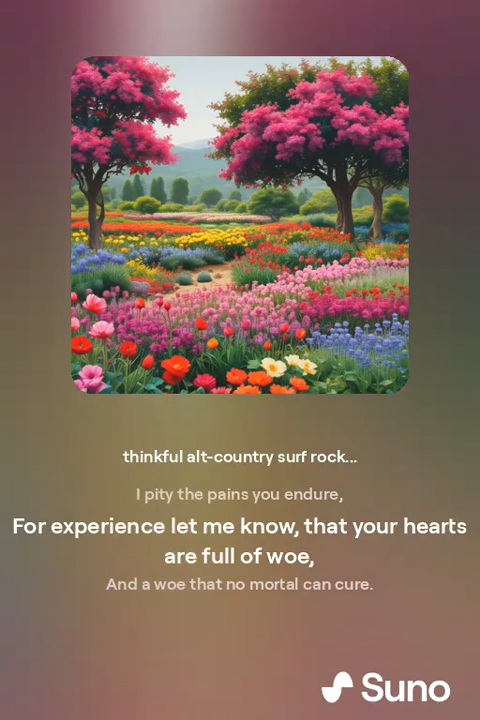 thinkful alt-country surf rock...
I pity the pains you endure,
For experience let me know, that your hearts
are full of woe,
And a woe that no mortal can cure.
Suno